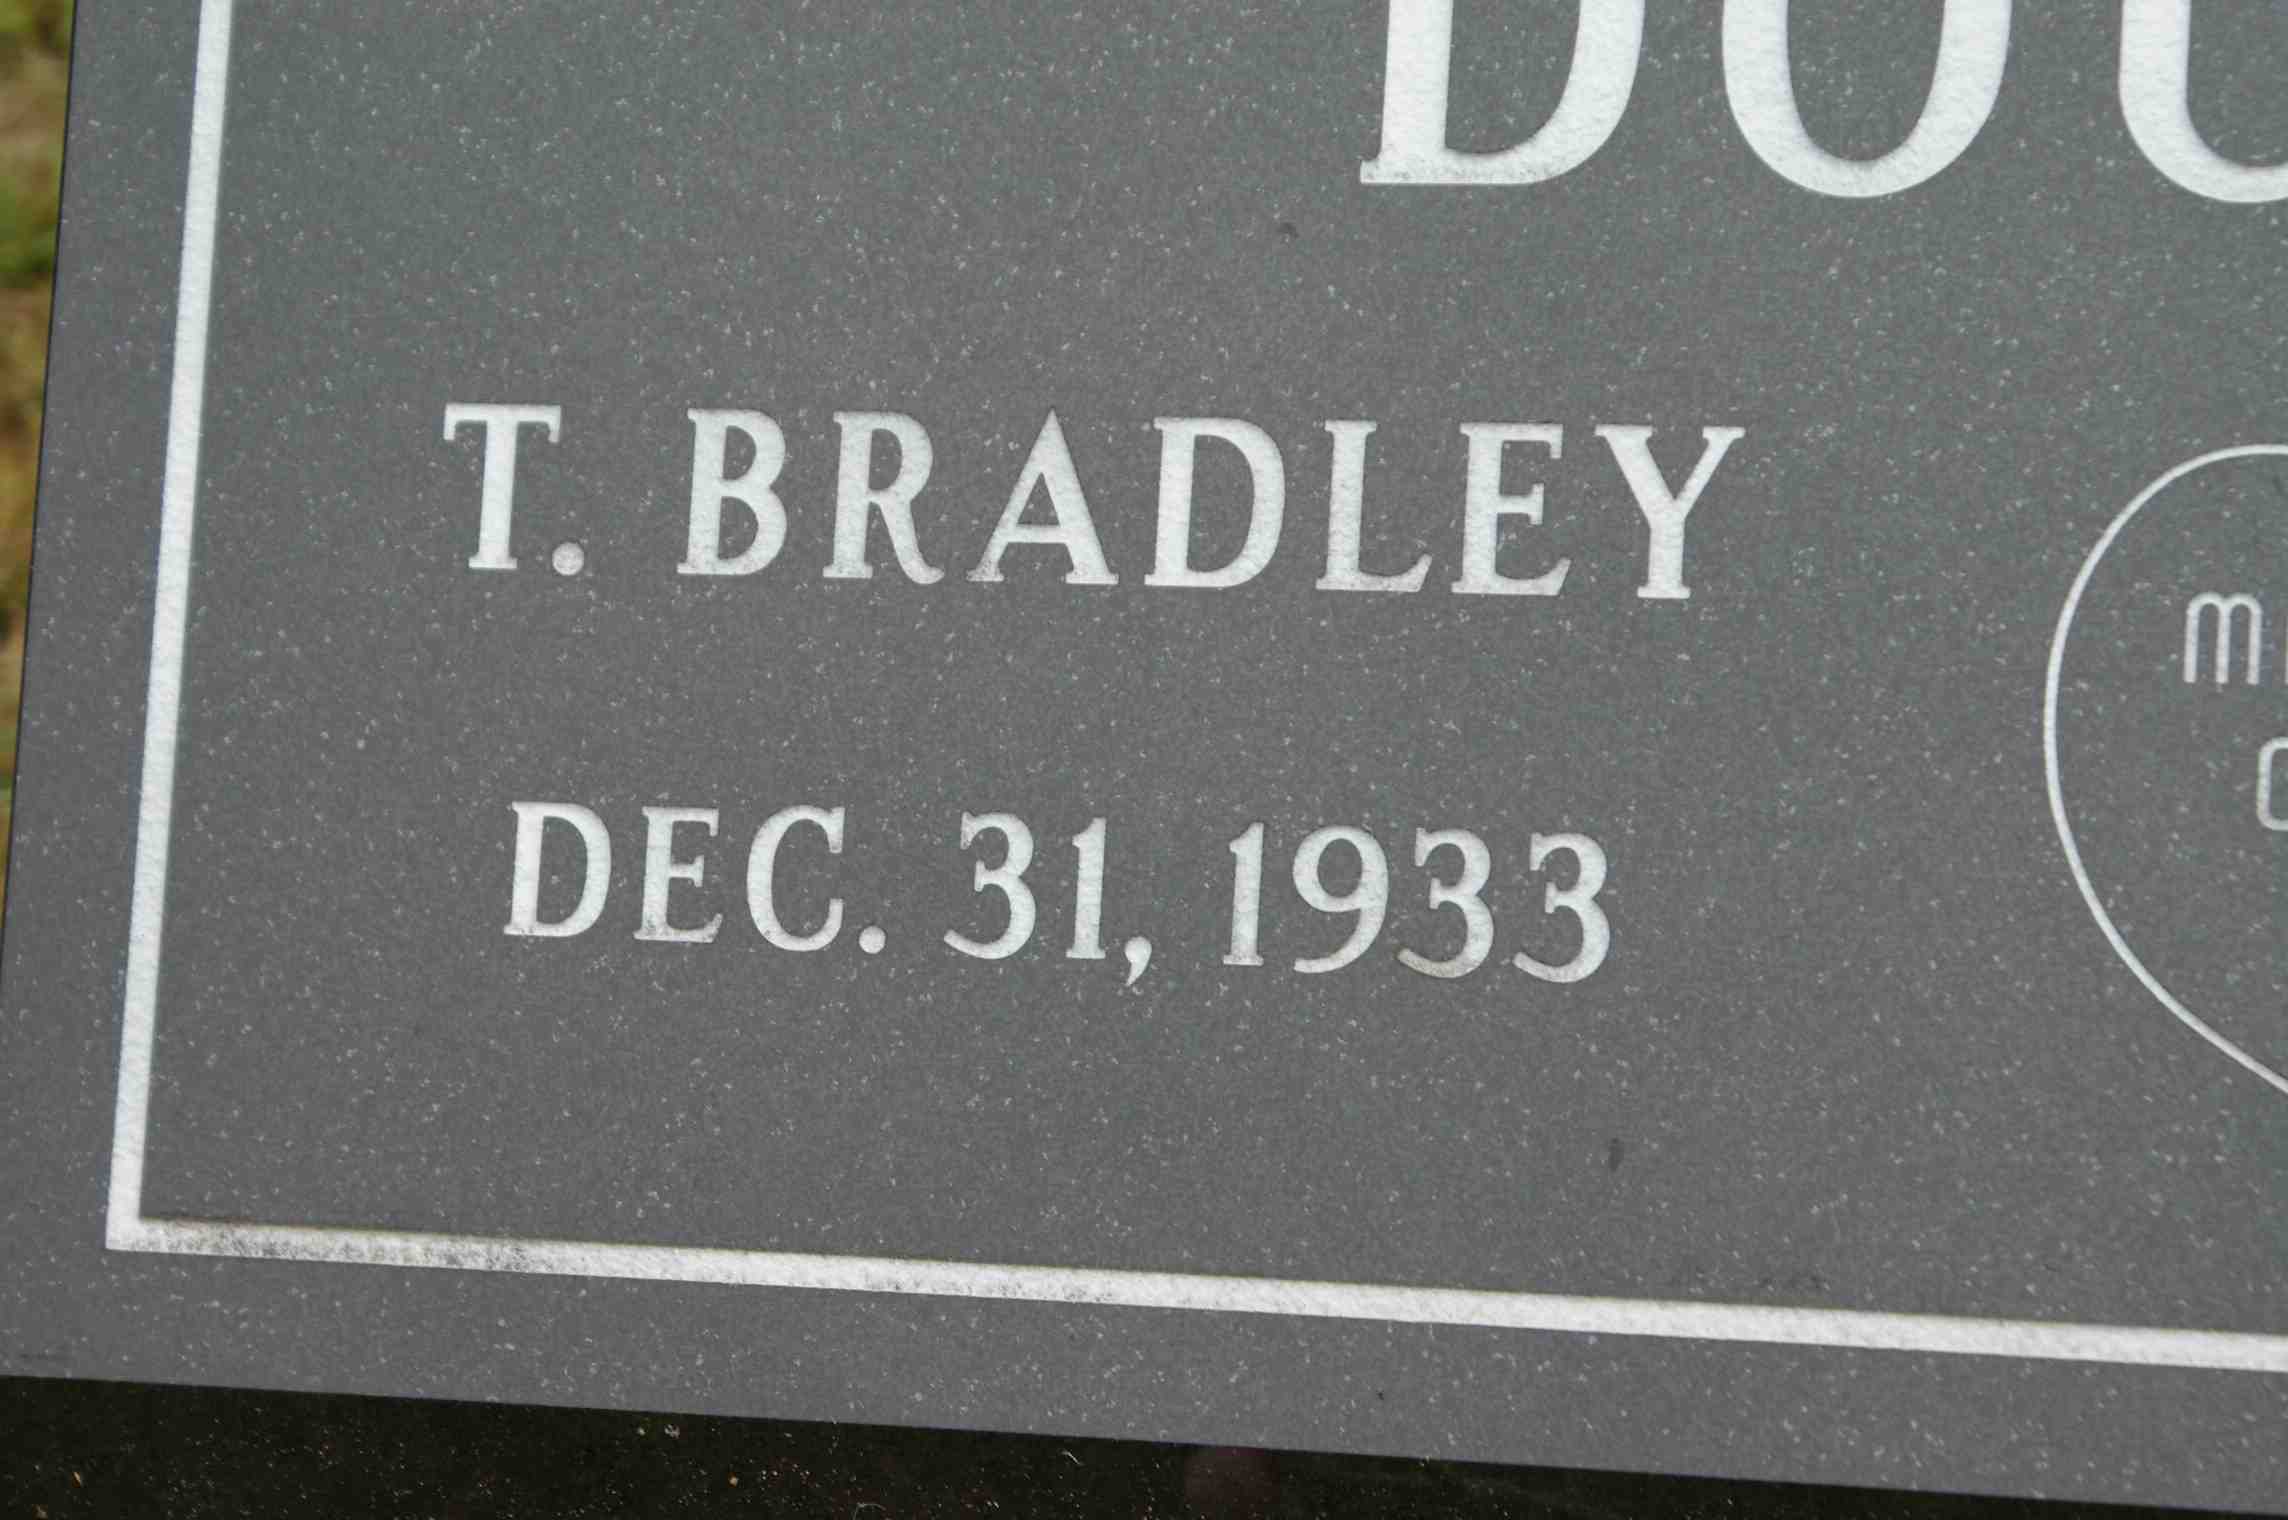 T. BRADLEY
DEC. 31, 1933